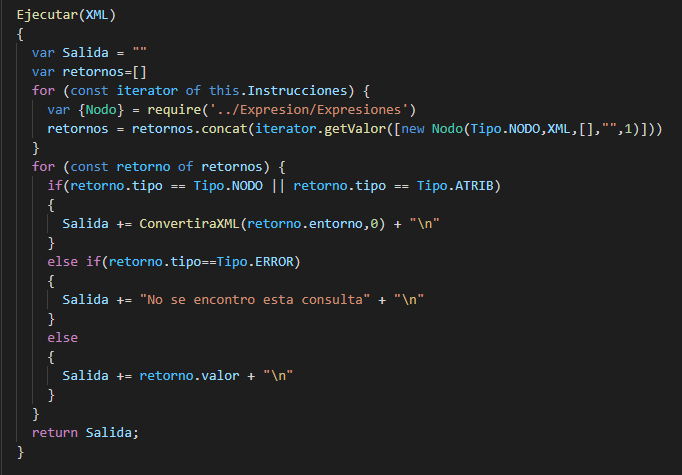 Ejecutar(XML)
{
  var Salida = ""
  var retornos=[]
  for (const iterator of this.Instrucciones) {
    var {Nodo} = require('../Expresion/Expresiones')
    retornos = retornos.concat(iterator.getValor([new Nodo(Tipo.NODO,XML,[],"",1)]))
  }
  for (const retorno of retornos) {
    if(retorno.tipo == Tipo.NODO || retorno.tipo == Tipo.ATRIB)
    {
      Salida += ConvertiraXML(retorno.entorno,0) + "\n"
    }
    else if(retorno.tipo==Tipo.ERROR)
    {
      Salida += "No se encontro esta consulta" + "\n"
    }
    else
    {
      Salida += retorno.valor + "\n"
    }
  }
  return Salida;
}